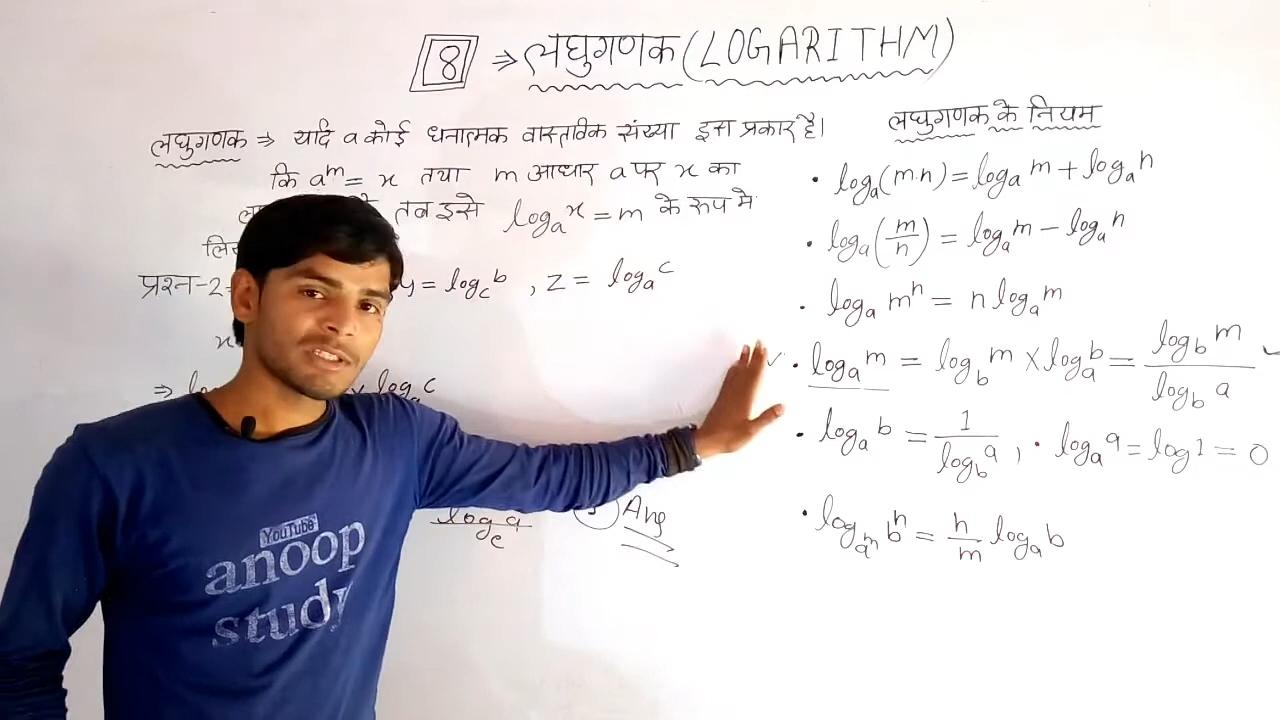 8 ⇒ लघुगणक (LOGARITHM)
लघुगणक ⇒ यदि a कोई धनात्मक वास्तविक संख्या इस प्रकार है।
कि a^m = x तथा m आधार a पर x का
तब इसे log_a x = m के रूप मे
प्रश्न-2
y = log_c b , z = log_a c
x
⇒ log_a c
log_c a
Ans
लघुगणक के नियम
• log_a (m.n) = log_a m + log_a n
• log_a (m/n) = log_a m − log_a n
• log_a m^n = n log_a m
• log_a m = log_b m × log_a b = log_b m / log_b a
• log_a b = 1 / log_b a , • log_a a = log 1 = 0
• log_{a^m} b^n = n/m log_a b
YouTube
anoop
study